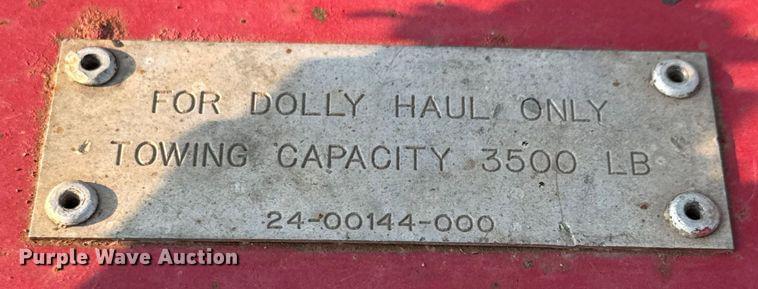 FOR DOLLY HAUL ONLY
TOWING CAPACITY 3500 LB
24-00144-000
Purple Wave Auction